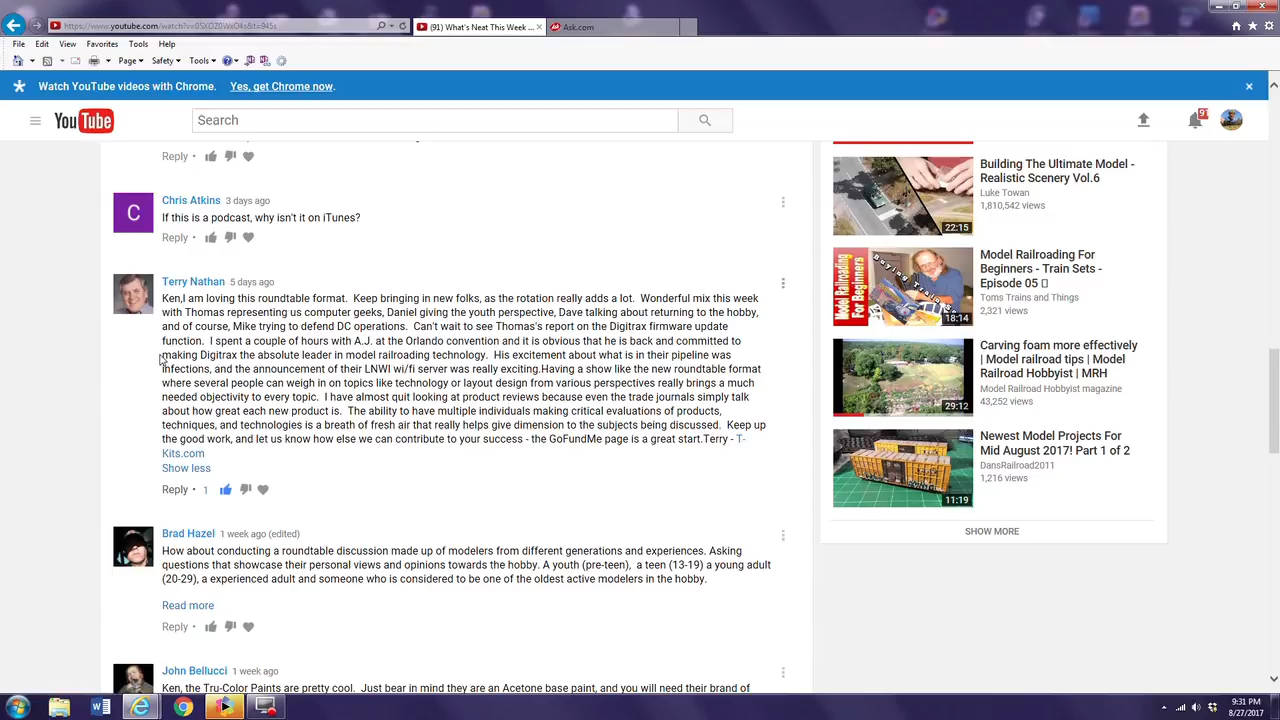 https://www.youtube.com/watch?v=05XOZ0WsO4s&t=945s
(91) What's Neat This Week ...
Ask.com
File Edit View Favorites Tools Help
Page Safety Tools
Watch YouTube videos with Chrome. Yes, get Chrome now.
YouTube
Search
91
Reply
C
Chris Atkins 3 days ago
If this is a podcast, why isn't it on iTunes?
Reply
Terry Nathan 5 days ago
Ken,I am loving this roundtable format. Keep bringing in new folks, as the rotation really adds a lot. Wonderful mix this week
with Thomas representing us computer geeks, Daniel giving the youth perspective, Dave talking about returning to the hobby,
and of course, Mike trying to defend DC operations. Can't wait to see Thomas's report on the Digitrax firmware update
function. I spent a couple of hours with A.J. at the Orlando convention and it is obvious that he is back and committed to
making Digitrax the absolute leader in model railroading technology. His excitement about what is in their pipeline was
infections, and the announcement of their LNWI wi/fi server was really exciting.Having a show like the new roundtable format
where several people can weigh in on topics like technology or layout design from various perspectives really brings a much
needed objectivity to every topic. I have almost quit looking at product reviews because even the trade journals simply talk
about how great each new product is. The ability to have multiple individuals making critical evaluations of products,
techniques, and technologies is a breath of fresh air that really helps give dimension to the subjects being discussed. Keep up
the good work, and let us know how else we can contribute to your success - the GoFundMe page is a great start.Terry - T-
Kits.com
Show less
Reply • 1
Brad Hazel 1 week ago (edited)
How about conducting a roundtable discussion made up of modelers from different generations and experiences. Asking
questions that showcase their personal views and opinions towards the hobby. A youth (pre-teen), a teen (13-19) a young adult
(20-29), a experienced adult and someone who is considered to be one of the oldest active modelers in the hobby.
Read more
Reply
John Bellucci 1 week ago
Ken, the Tru-Color Paints are pretty cool. Just bear in mind they are an Acetone base paint, and you will need their brand of
22:15
Building The Ultimate Model -
Realistic Scenery Vol.6
Luke Towan
1,810,542 views
Model Railroading
For Beginners
Buying Trains
18:14
Model Railroading For
Beginners - Train Sets -
Episode 05
Toms Trains and Things
2,321 views
29:12
Carving foam more effectively
| Model railroad tips | Model
Railroad Hobbyist | MRH
Model Railroad Hobbyist magazine
43,252 views
11:19
Newest Model Projects For
Mid August 2017! Part 1 of 2
DansRailroad2011
1,216 views
SHOW MORE
9:31 PM
8/27/2017